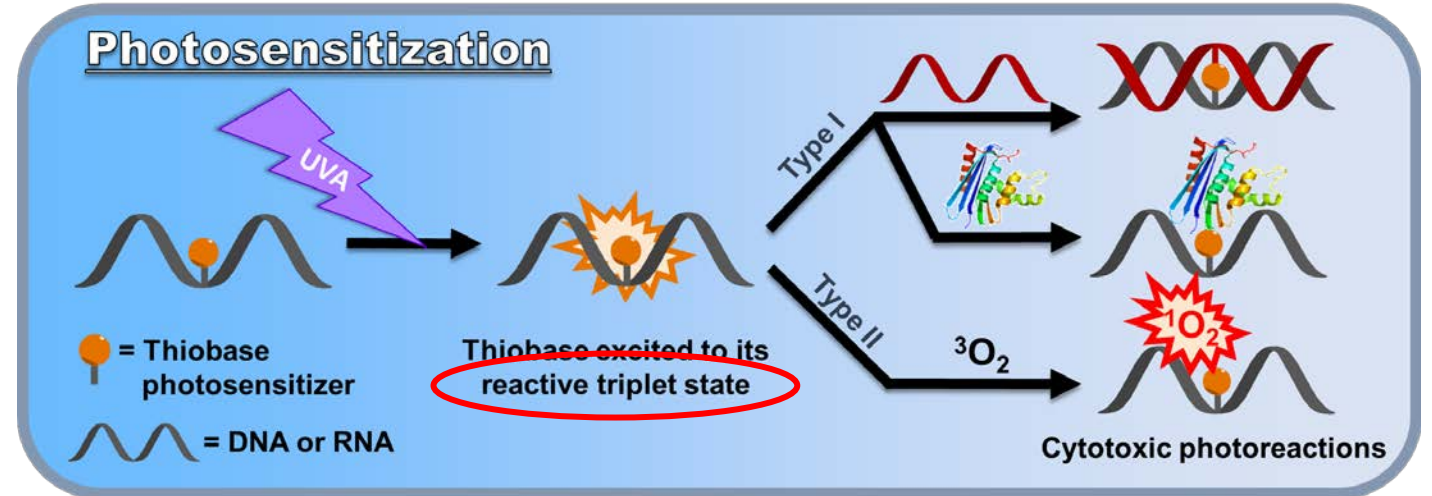 Photosensitization
UVA
Type I
Type II
³O₂
¹O₂
= Thiobase
photosensitizer
Thiobase excited to its
reactive triplet state
= DNA or RNA
Cytotoxic photoreactions